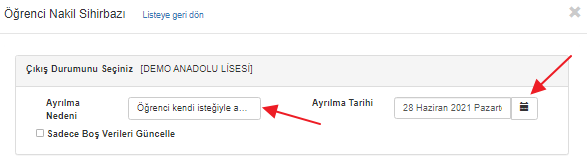 Öğrenci Nakil Sihirbazı Listeye geri dön
Çıkış Durumunu Seçiniz [DEMO ANADOLU LİSESİ]
Ayrılma Nedeni Öğrenci kendi isteğiyle a... Ayrılma Tarihi 28 Haziran 2021 Pazarte
Sadece Boş Verileri Güncelle